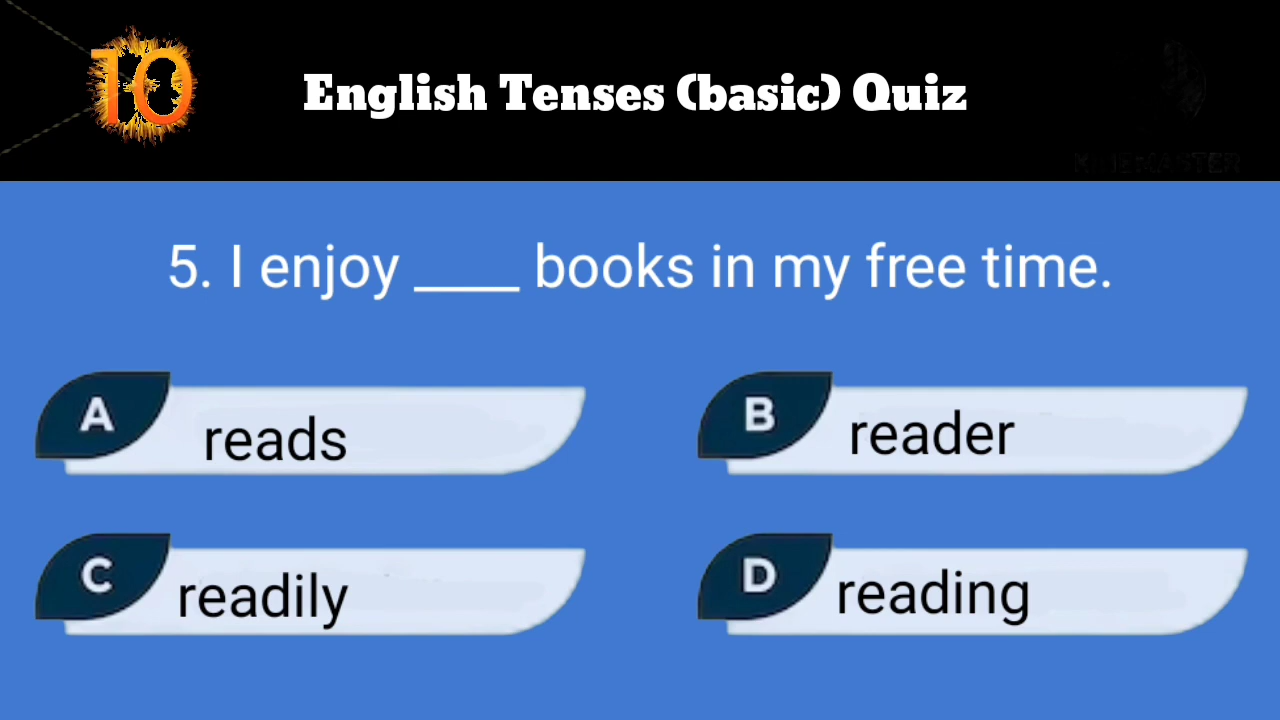 10
English Tenses (basic) Quiz
KINEMASTER
5. I enjoy ____ books in my free time.
A reads
B reader
C readily
D reading